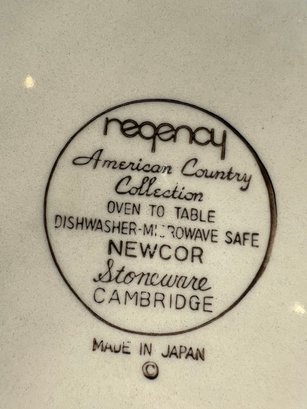 regency
American Country
Collection
OVEN TO TABLE
DISHWASHER-MICROWAVE SAFE
NEWCOR
Stoneware
CAMBRIDGE
MADE IN JAPAN
©